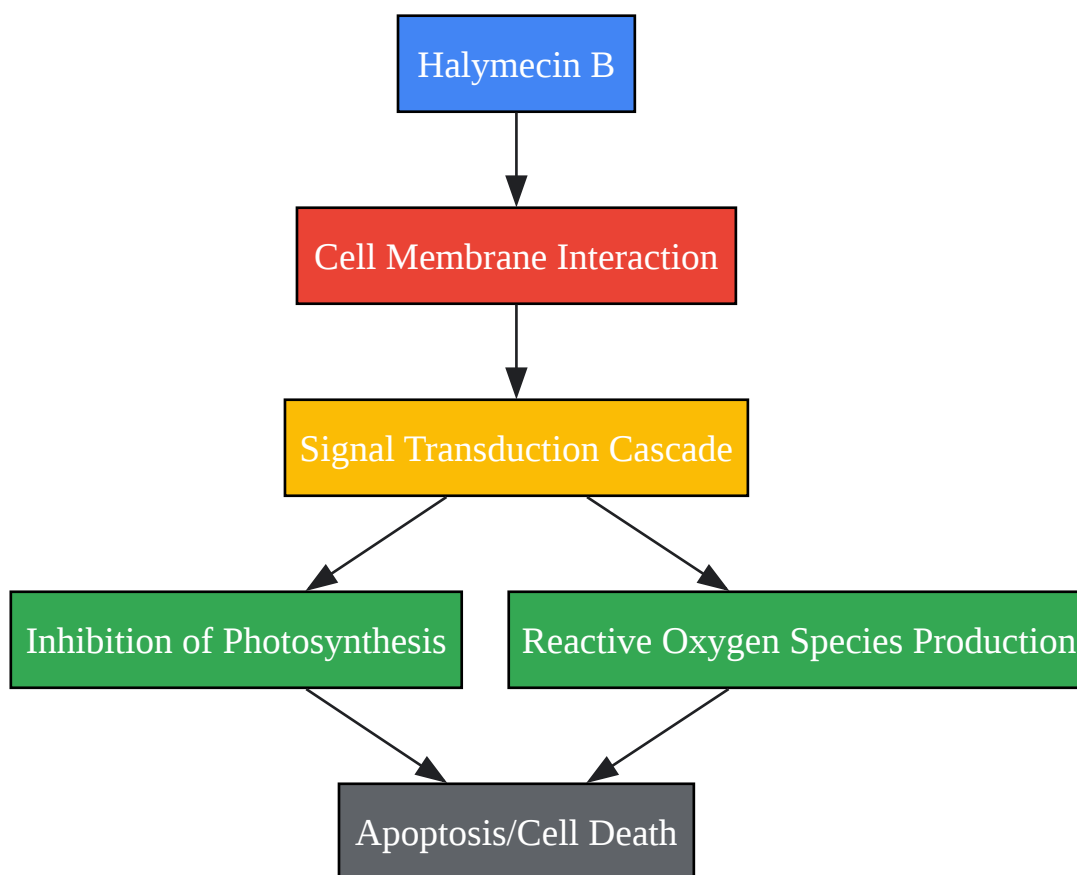 Halymecin B
Cell Membrane Interaction
Signal Transduction Cascade
Inhibition of Photosynthesis
Reactive Oxygen Species Production
Apoptosis/Cell Death